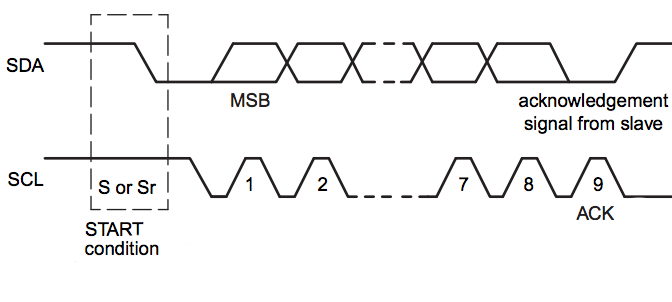 SDA
MSB
acknowledgement
signal from slave
SCL
S or Sr
1
2
7
8
9
ACK
START
condition